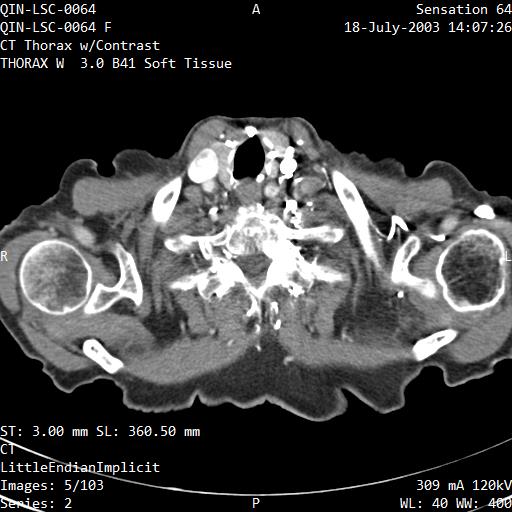 QIN-LSC-0064
A
Sensation 64
QIN-LSC-0064 F
18-July-2003 14:07:26
CT Thorax w/Contrast
THORAX W 3.0 B41 Soft Tissue
R
L
ST: 3.00 mm SL: 360.50 mm
CT
LittleEndianImplicit
Images: 5/103
309 mA 120kV
Series: 2
P
WL: 40 WW: 400